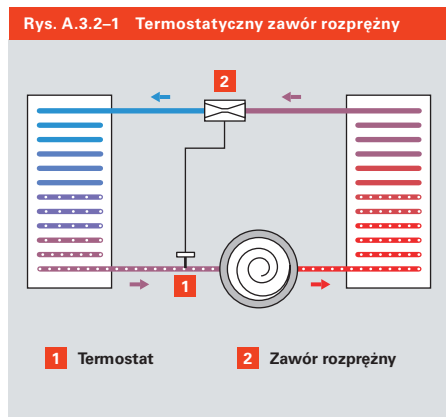 Rys. A.3.2–1 Termostatyczny zawór rozprężny
2
1
1 Termostat
2 Zawór rozprężny